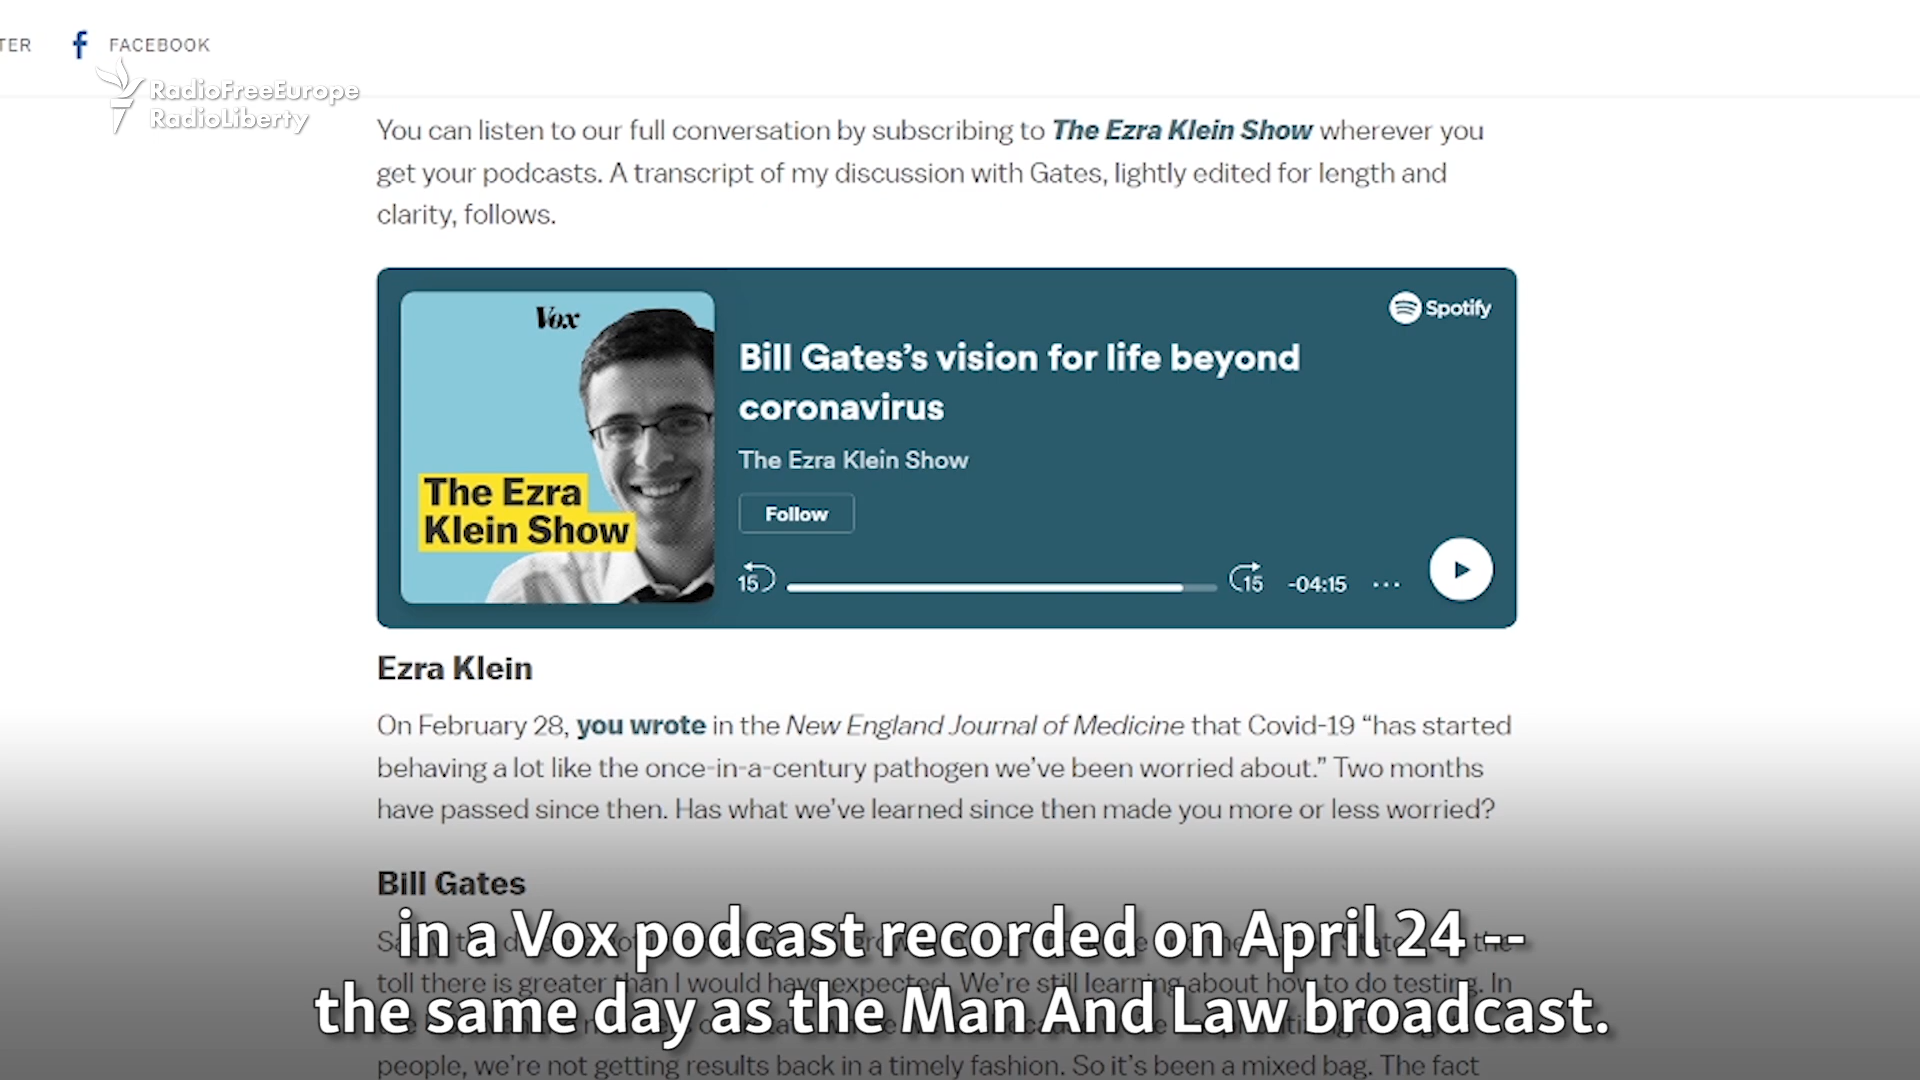 TER FACEBOOK
RadioFreeEurope
RadioLiberty
You can listen to our full conversation by subscribing to The Ezra Klein Show wherever you
get your podcasts. A transcript of my discussion with Gates, lightly edited for length and
clarity, follows.
Vox
The Ezra
Klein Show
Spotify
Bill Gates’s vision for life beyond
coronavirus
The Ezra Klein Show
Follow
15 15 -04:15 ...
Ezra Klein
On February 28, you wrote in the New England Journal of Medicine that Covid-19 “has started
behaving a lot like the once-in-a-century pathogen we’ve been worried about.” Two months
have passed since then. Has what we’ve learned since then made you more or less worried?
Bill Gates
in a Vox podcast recorded on April 24 --
toll there is greater than I would have expected. We’re still learning about how to do testing. In
the same day as the Man And Law broadcast.
people, we’re not getting results back in a timely fashion. So it’s been a mixed bag. The fact